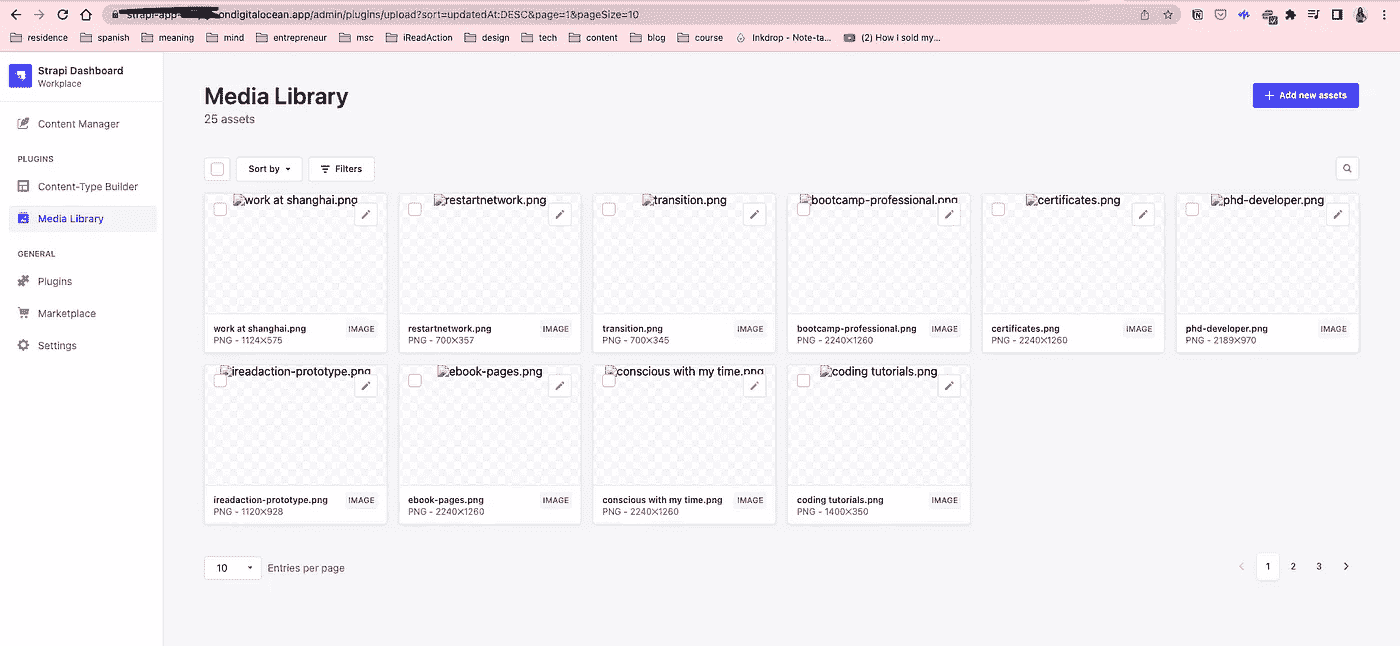 strapi-app- ondigitalocean.app/admin/plugins/upload?sort=updatedAt:DESC&page=1&pageSize=10
residence spanish meaning mind entrepreneur msc iReadAction design tech content blog course Inkdrop - Note-ta... (2) How I sold my...
Strapi Dashboard
Workplace
Content Manager
PLUGINS
Content-Type Builder
Media Library
GENERAL
Plugins
Marketplace
Settings
Media Library
25 assets
+ Add new assets
Sort by Filters
work at shanghai.png restartnetwork.png transition.png bootcamp-professional.png certificates.png phd-developer.png
work at shanghai.png IMAGE restartnetwork.png IMAGE transition.png IMAGE bootcamp-professional.png IMAGE certificates.png IMAGE phd-developer.png IMAGE
PNG - 1124✕575 PNG - 700✕357 PNG - 700✕345 PNG - 2240✕1260 PNG - 2240✕1260 PNG - 2189✕970
ireadaction-prototype.png ebook-pages.png conscious with my time.png coding tutorials.png
ireadaction-prototype.png IMAGE ebook-pages.png IMAGE conscious with my time.png IMAGE coding tutorials.png IMAGE
PNG - 1120✕928 PNG - 2240✕1260 PNG - 2240✕1260 PNG - 1400✕350
10 Entries per page 1 2 3